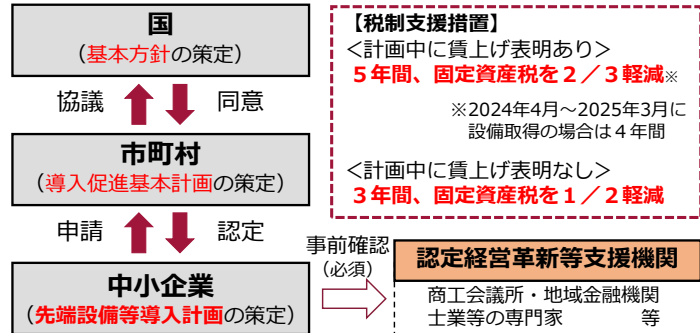 国
（基本方針の策定）
協議
同意
市町村
（導入促進基本計画の策定）
申請
認定
中小企業
（先端設備等導入計画の策定）
事前確認
（必須）
【税制支援措置】
＜計画中に賃上げ表明あり＞
５年間、固定資産税を２／３軽減※
※2024年4月～2025年3月に
設備取得の場合は４年間
＜計画中に賃上げ表明なし＞
３年間、固定資産税を１／２軽減
認定経営革新等支援機関
商工会議所・地域金融機関
士業等の専門家　　　等